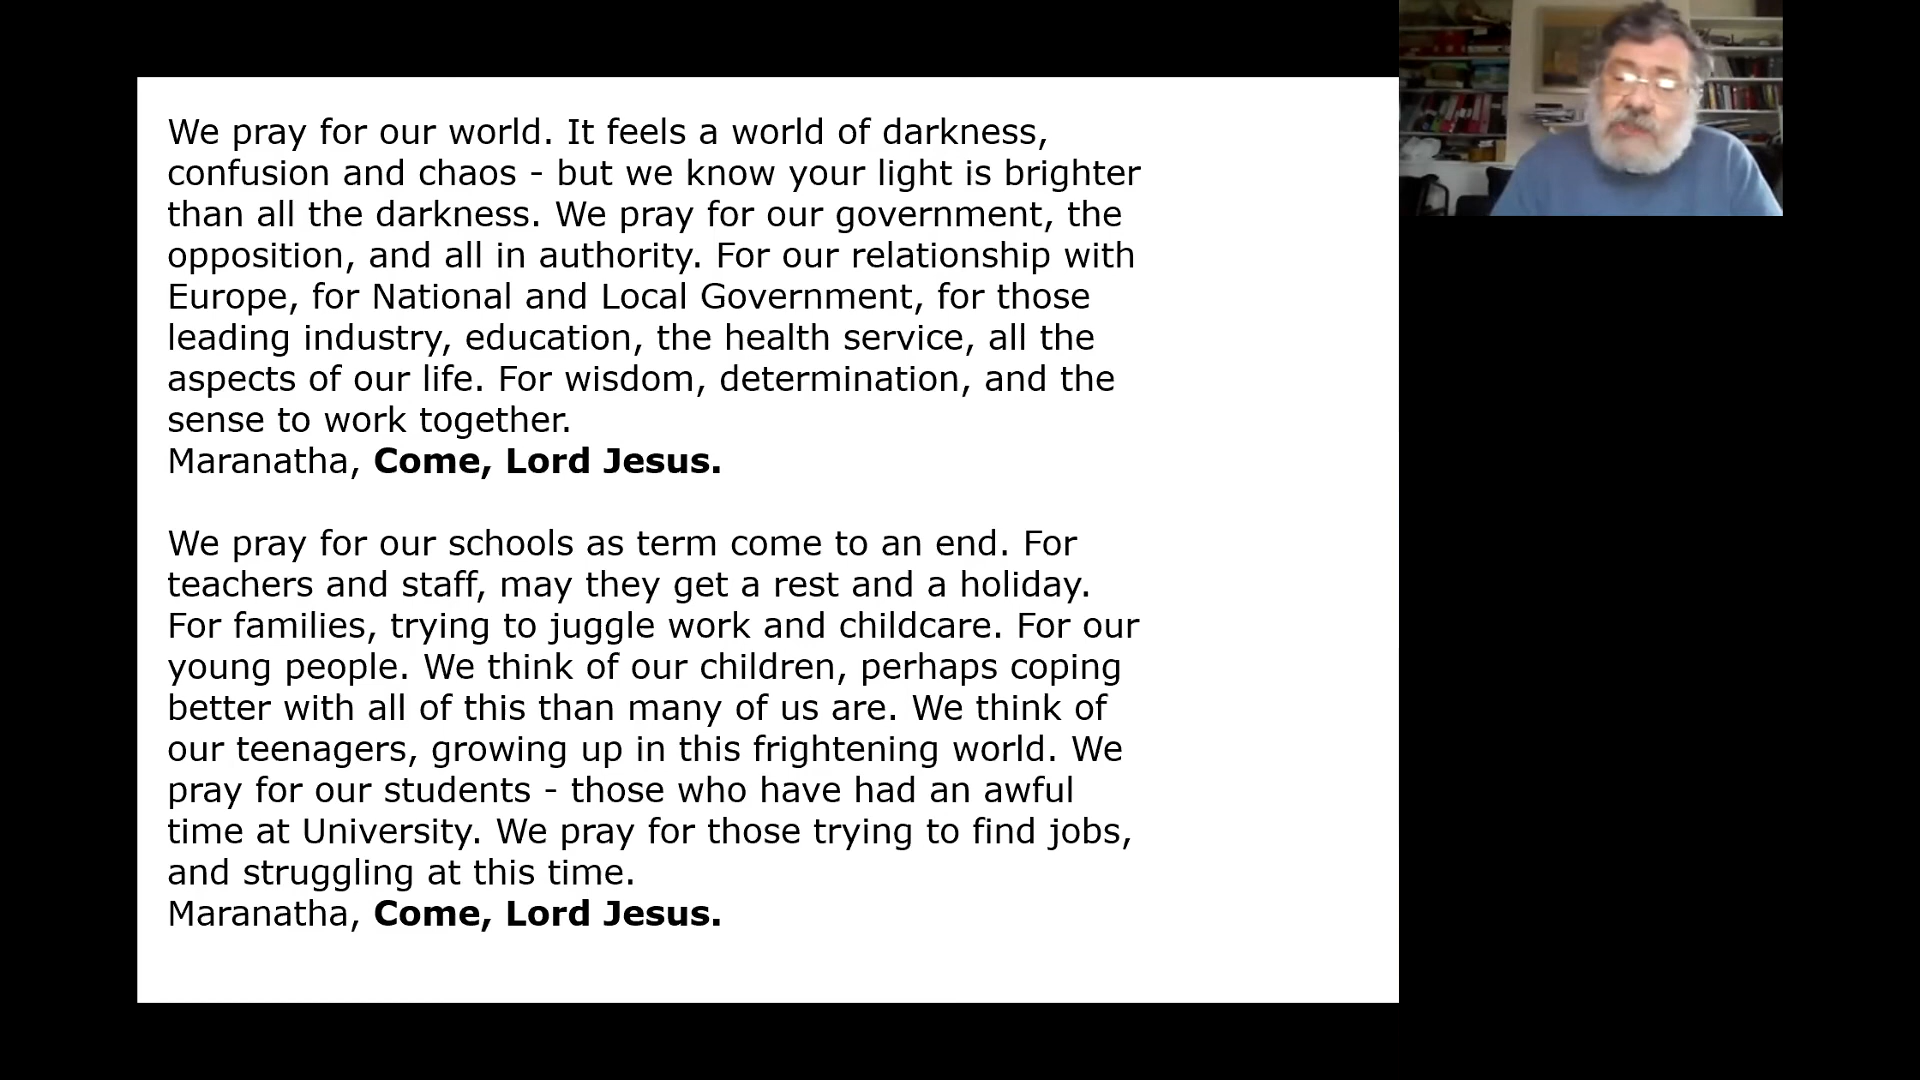 We pray for our world. It feels a world of darkness,
confusion and chaos - but we know your light is brighter
than all the darkness. We pray for our government, the
opposition, and all in authority. For our relationship with
Europe, for National and Local Government, for those
leading industry, education, the health service, all the
aspects of our life. For wisdom, determination, and the
sense to work together.
Maranatha, Come, Lord Jesus.
We pray for our schools as term come to an end. For
teachers and staff, may they get a rest and a holiday.
For families, trying to juggle work and childcare. For our
young people. We think of our children, perhaps coping
better with all of this than many of us are. We think of
our teenagers, growing up in this frightening world. We
pray for our students - those who have had an awful
time at University. We pray for those trying to find jobs,
and struggling at this time.
Maranatha, Come, Lord Jesus.